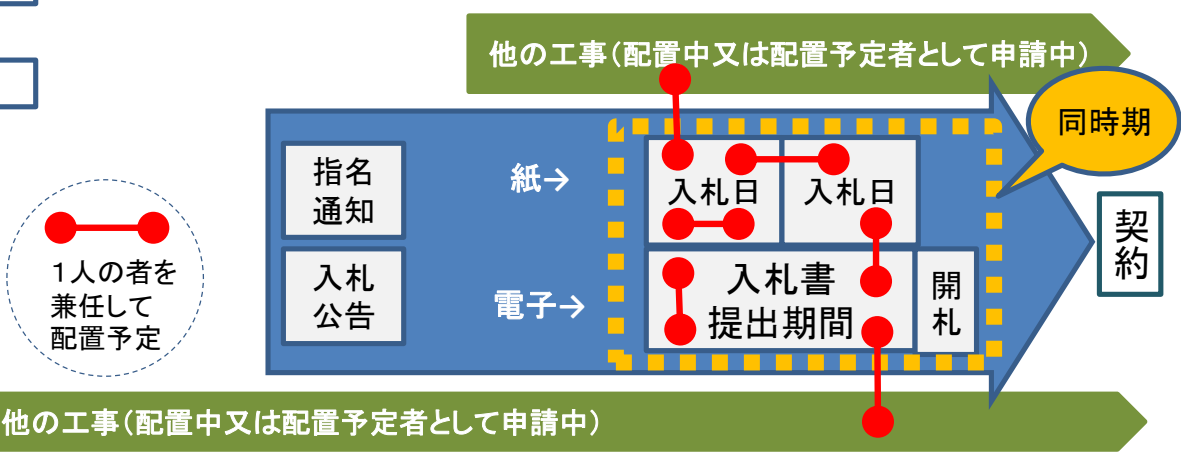 他の工事（配置中又は配置予定者として申請中）
同時期
指名
通知
紙→
入札日
入札日
契
約
1人の者を
兼任して
配置予定
入札
公告
電子→
入札書
提出期間
開
札
他の工事（配置中又は配置予定者として申請中）